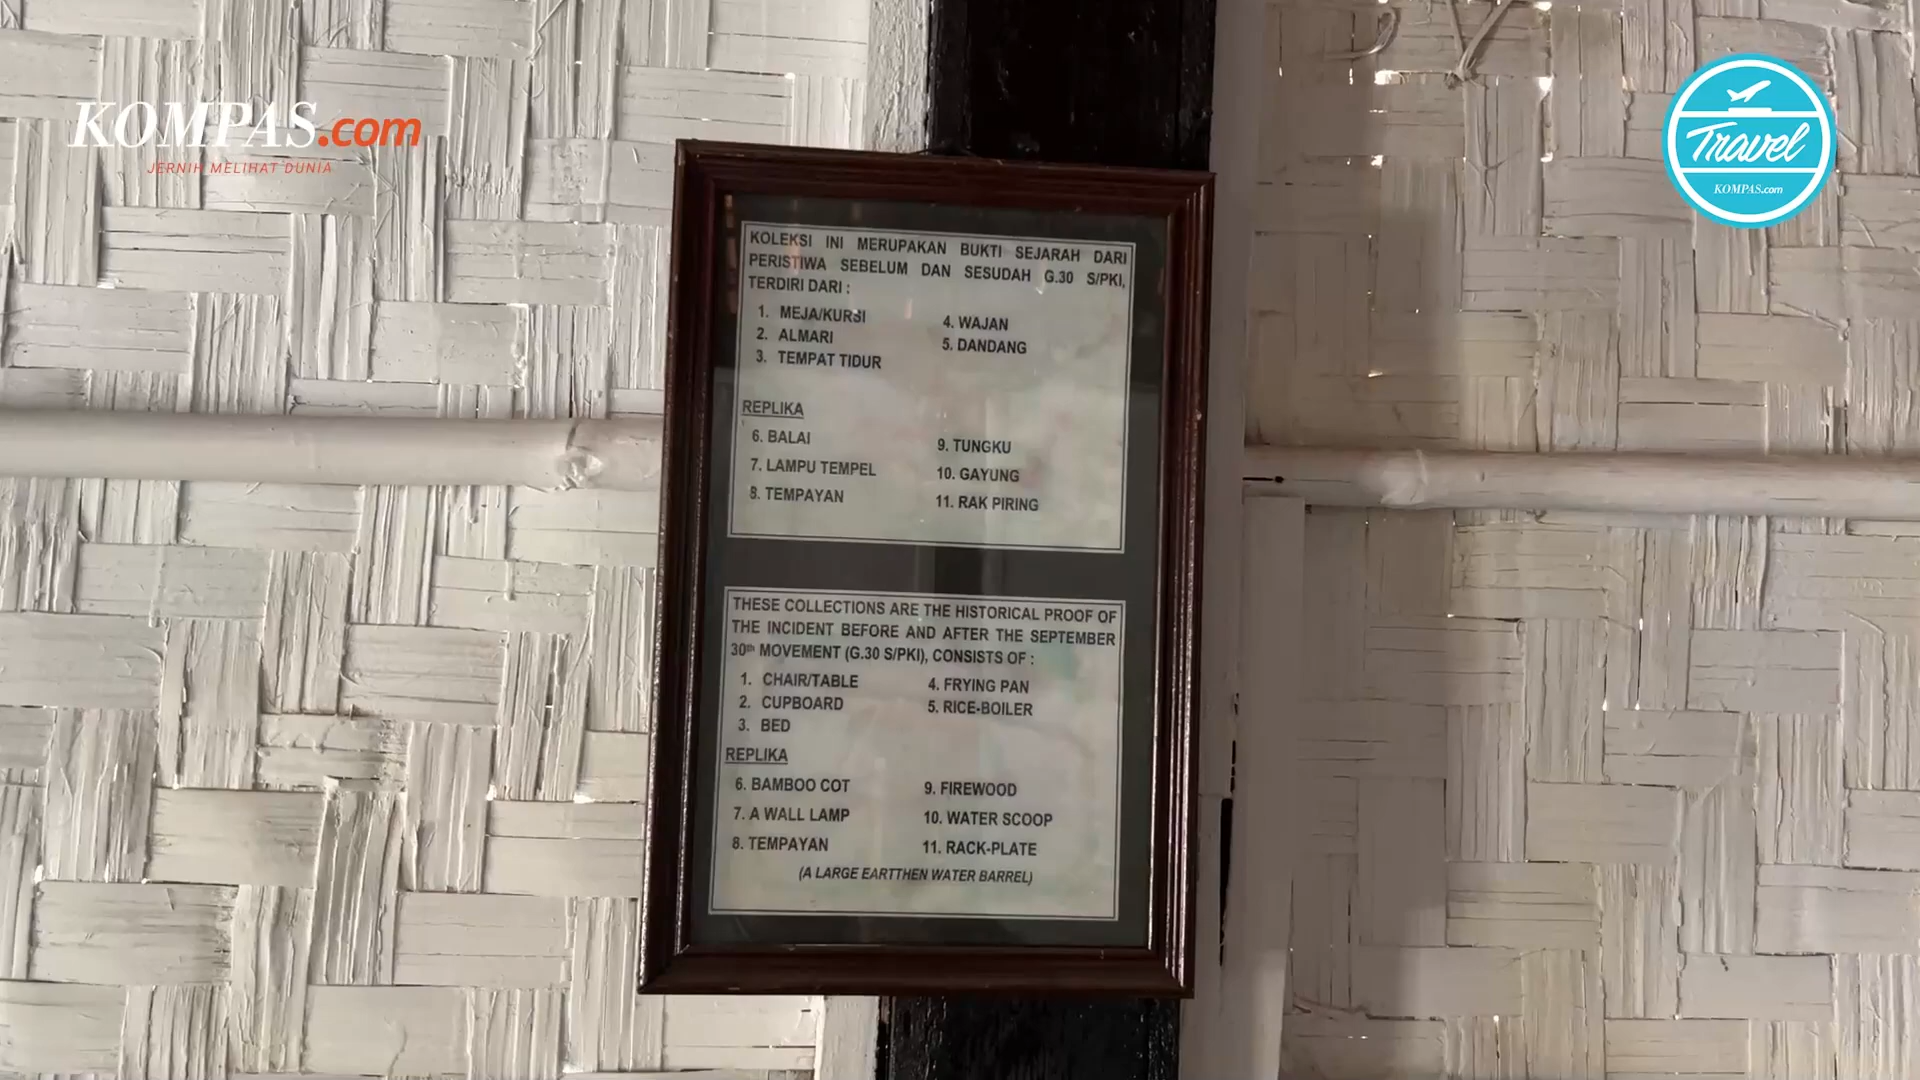 KOMPAS.com
JERNIH MELIHAT DUNIA
Travel
KOMPAS.com
KOLEKSI INI MERUPAKAN BUKTI SEJARAH DARI
PERISTIWA SEBELUM DAN SESUDAH G.30 S/PKI,
TERDIRI DARI :
1. MEJA/KURSI
2. ALMARI
3. TEMPAT TIDUR
4. WAJAN
5. DANDANG
REPLIKA
6. BALAI
7. LAMPU TEMPEL
8. TEMPAYAN
9. TUNGKU
10. GAYUNG
11. RAK PIRING
THESE COLLECTIONS ARE THE HISTORICAL PROOF OF
THE INCIDENT BEFORE AND AFTER THE SEPTEMBER
30th MOVEMENT (G.30 S/PKI), CONSISTS OF :
1. CHAIR/TABLE
2. CUPBOARD
3. BED
4. FRYING PAN
5. RICE-BOILER
REPLIKA
6. BAMBOO COT
7. A WALL LAMP
8. TEMPAYAN
9. FIREWOOD
10. WATER SCOOP
11. RACK-PLATE
(A LARGE EARTTHEN WATER BARREL)